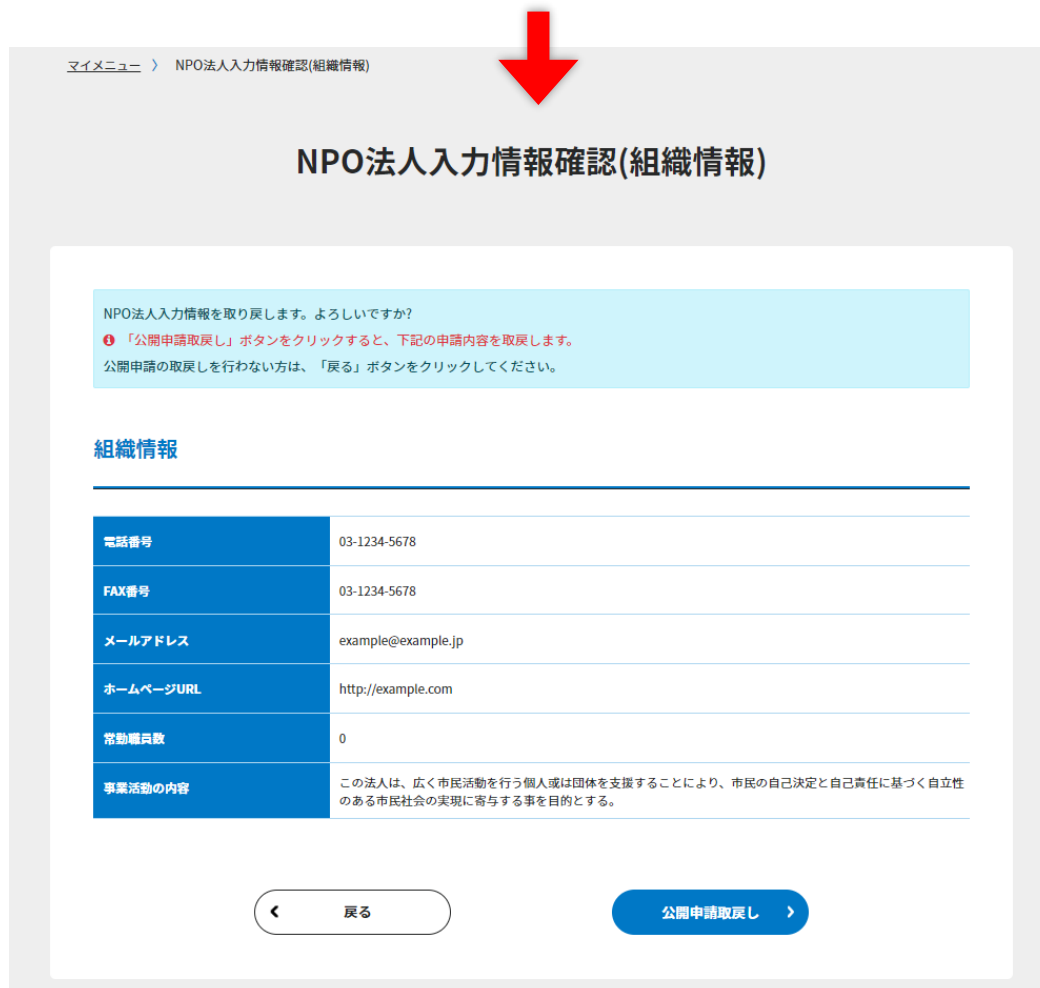 マイメニュー 〉 NPO法人入力情報確認(組織情報)
NPO法人入力情報確認(組織情報)
NPO法人入力情報を取り戻します。よろしいですか?
「公開申請取戻し」ボタンをクリックすると、下記の申請内容を取戻します。
公開申請の取戻しを行わない方は、「戻る」ボタンをクリックしてください。
組織情報
電話番号 03-1234-5678
FAX番号 03-1234-5678
メールアドレス example@example.jp
ホームページURL http://example.com
常勤職員数 0
事業活動の内容 この法人は、広く市民活動を行う個人或は団体を支援することにより、市民の自己決定と自己責任に基づく自立性
のある市民社会の実現に寄与する事を目的とする。
戻る 公開申請取戻し